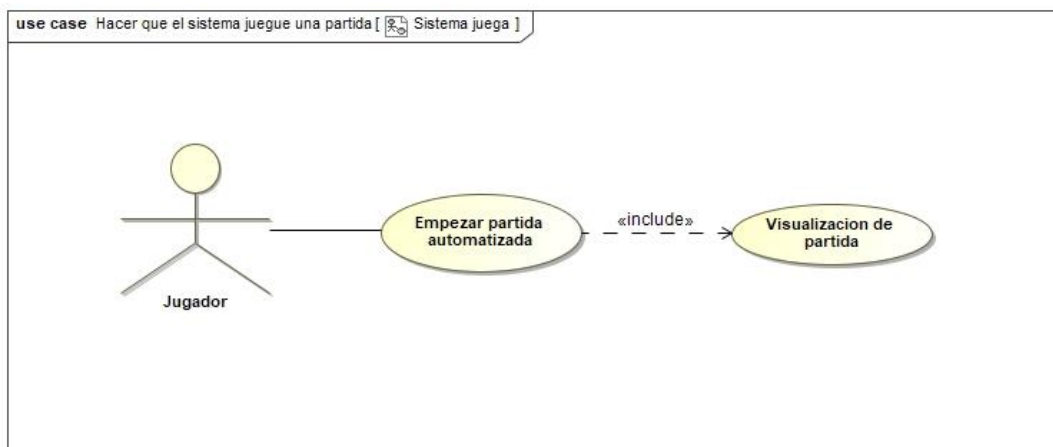 use case Hacer que el sistema juegue una partida [ Sistema juega ]
Empezar partida
automatizada
«include»
Visualizacion de
partida
Jugador